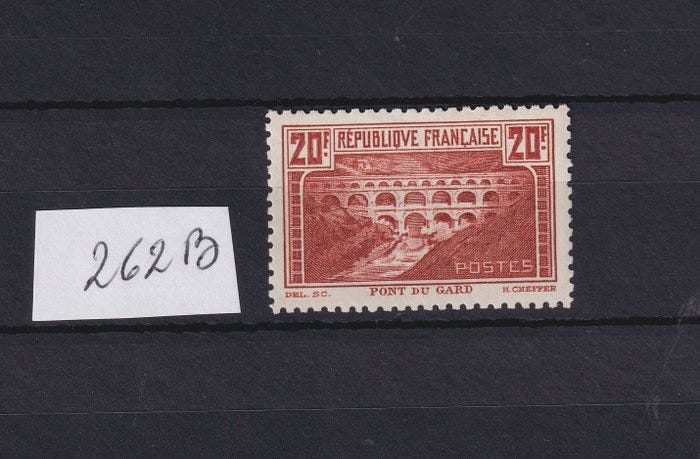 262B
20F RÉPUBLIQUE FRANÇAISE 20F
POSTES
DEL. SC. PONT DU GARD H. CHEFFER